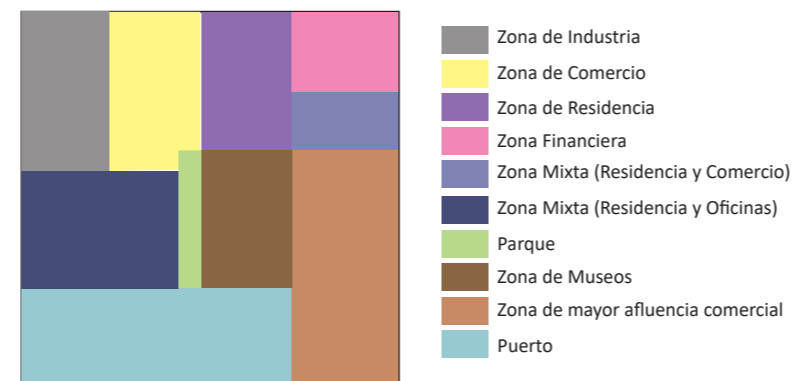 Zona de Industria
Zona de Comercio
Zona de Residencia
Zona Financiera
Zona Mixta (Residencia y Comercio)
Zona Mixta (Residencia y Oficinas)
Parque
Zona de Museos
Zona de mayor afluencia comercial
Puerto